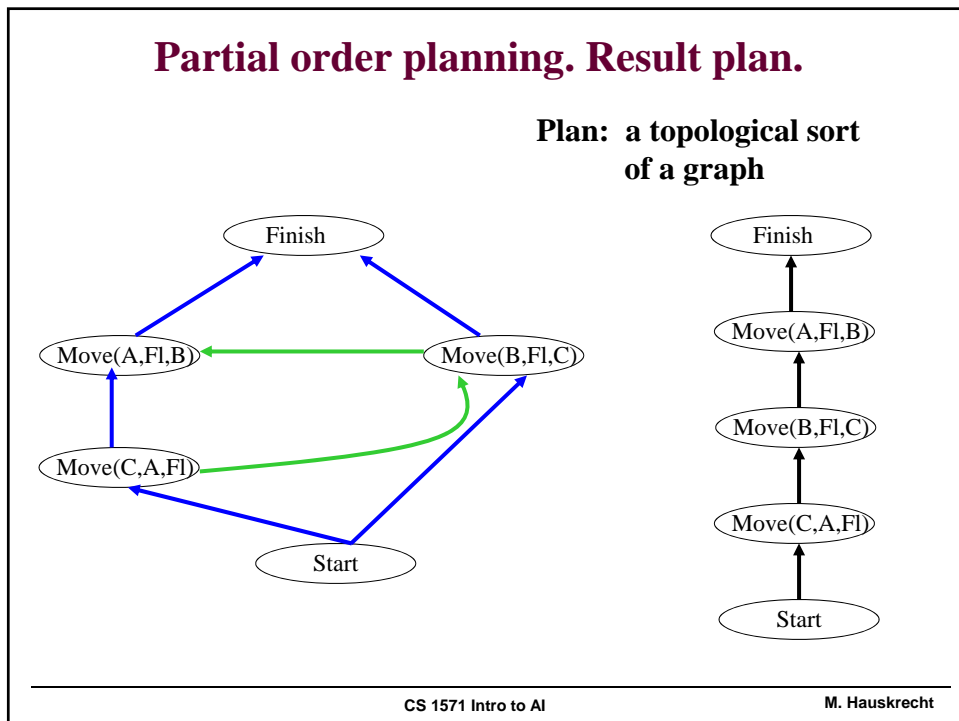 Partial order planning. Result plan.
Plan: a topological sort
of a graph
Finish
Move(A,Fl,B)
Move(B,Fl,C)
Move(C,A,Fl)
Start
Finish
Move(A,Fl,B)
Move(B,Fl,C)
Move(C,A,Fl)
Start
CS 1571 Intro to AI
M. Hauskrecht